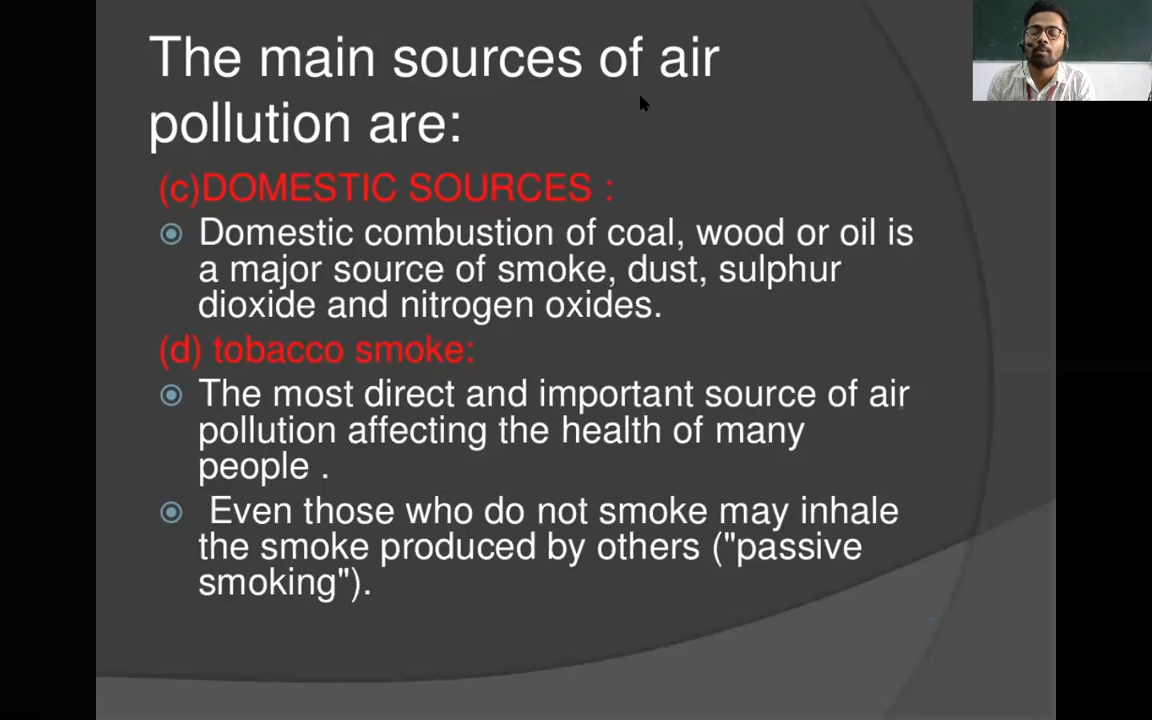 The main sources of air
pollution are:
(c)DOMESTIC SOURCES :
Domestic combustion of coal, wood or oil is
a major source of smoke, dust, sulphur
dioxide and nitrogen oxides.
(d) tobacco smoke:
The most direct and important source of air
pollution affecting the health of many
people .
Even those who do not smoke may inhale
the smoke produced by others ("passive
smoking").